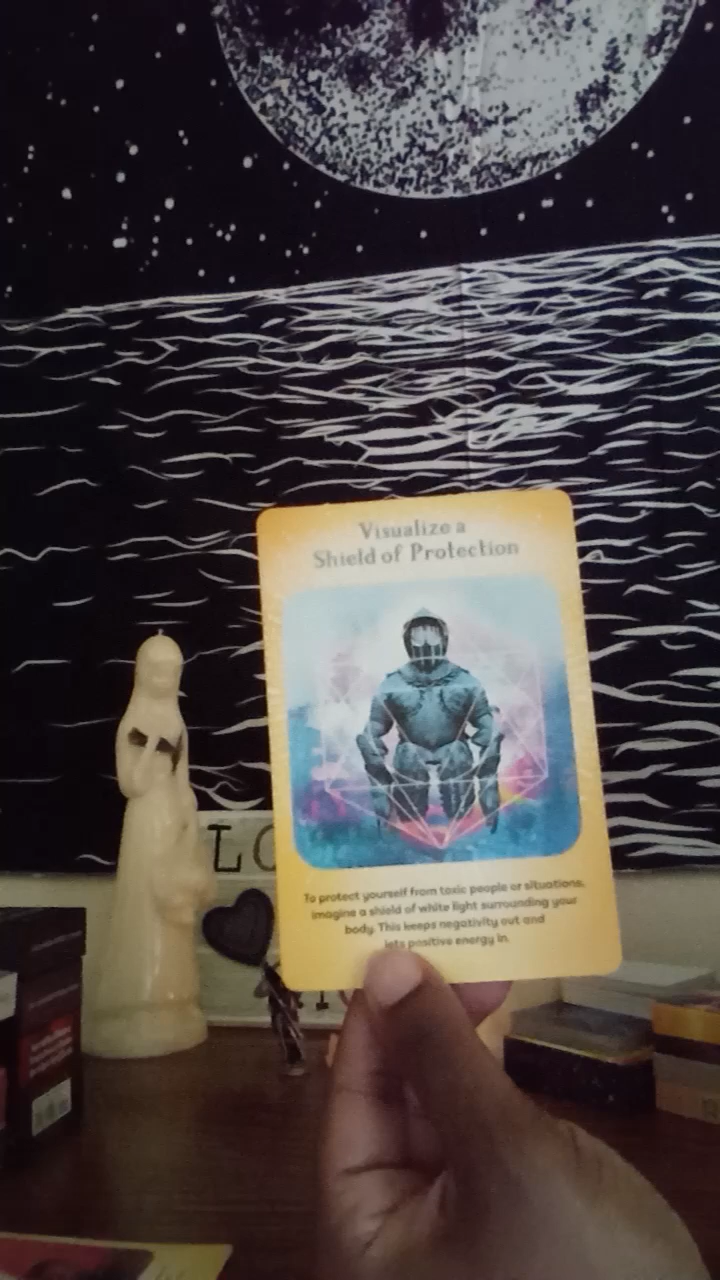 Visualize a
Shield of Protection
To protect yourself from toxic people or situations,
imagine a shield of white light surrounding your
body. This keeps negativity out and
lets positive energy in.
LO